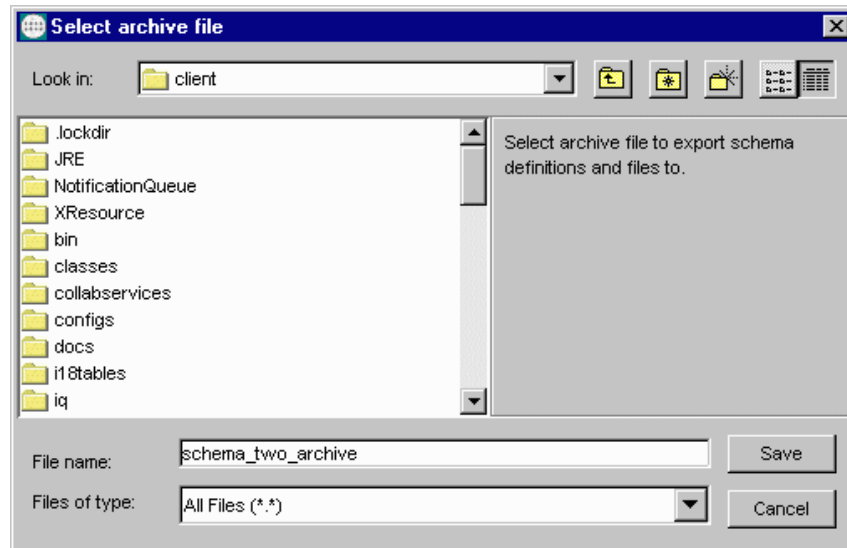 Select archive file
Look in:
client
.lockdir
JRE
NotificationQueue
XResource
bin
classes
collabservices
configs
docs
i18tables
iq
Select archive file to export schema
definitions and files to.
File name:
schema_two_archive
Save
Files of type:
All Files (*.*)
Cancel